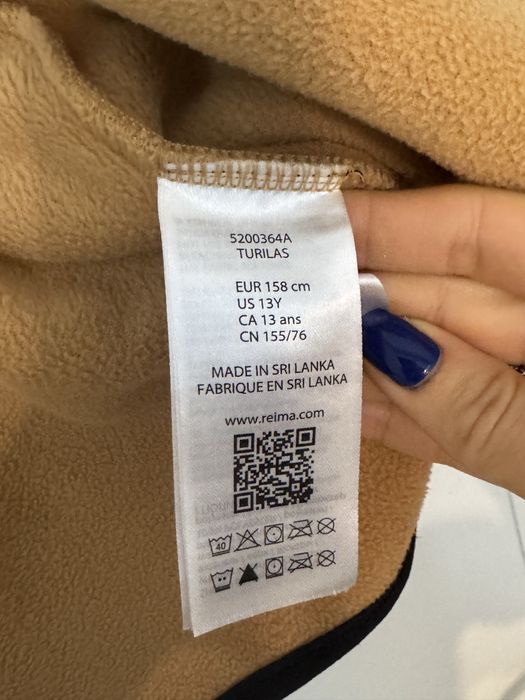 5200364A
TURILAS
EUR 158 cm
US 13Y
CA 13 ans
CN 155/76
MADE IN SRI LANKA
FABRIQUE EN SRI LANKA
www.reima.com
40